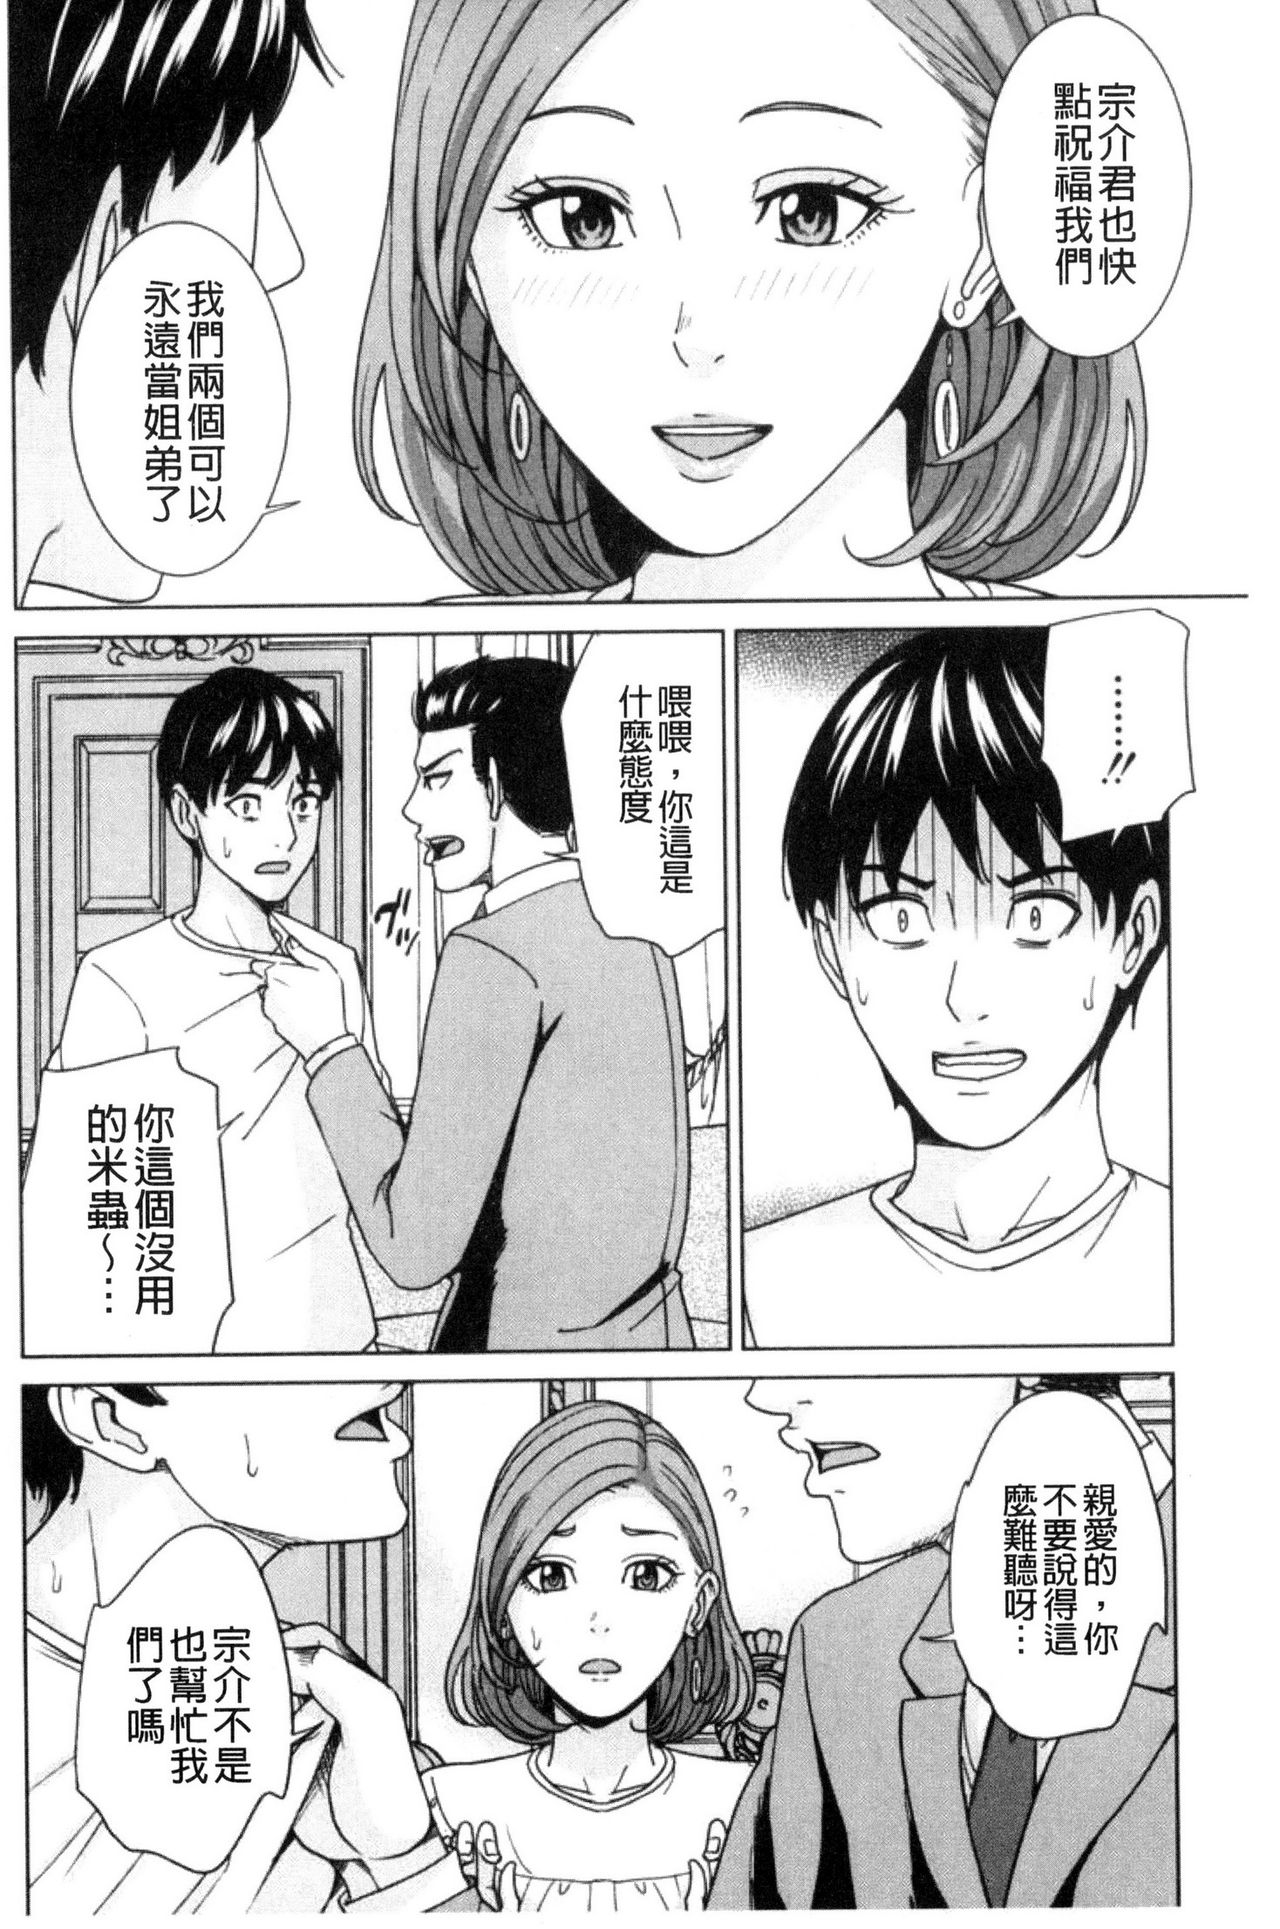 宗介君也快
點祝福我們
我們兩個可以
永遠當姐弟了
……!!
喂喂，你這是
什麼態度
グッ
你這個沒用
的米蟲～…
親愛的，你
不要說得這
麼難聽呀…
宗介不是
也幫忙我
們了嗎